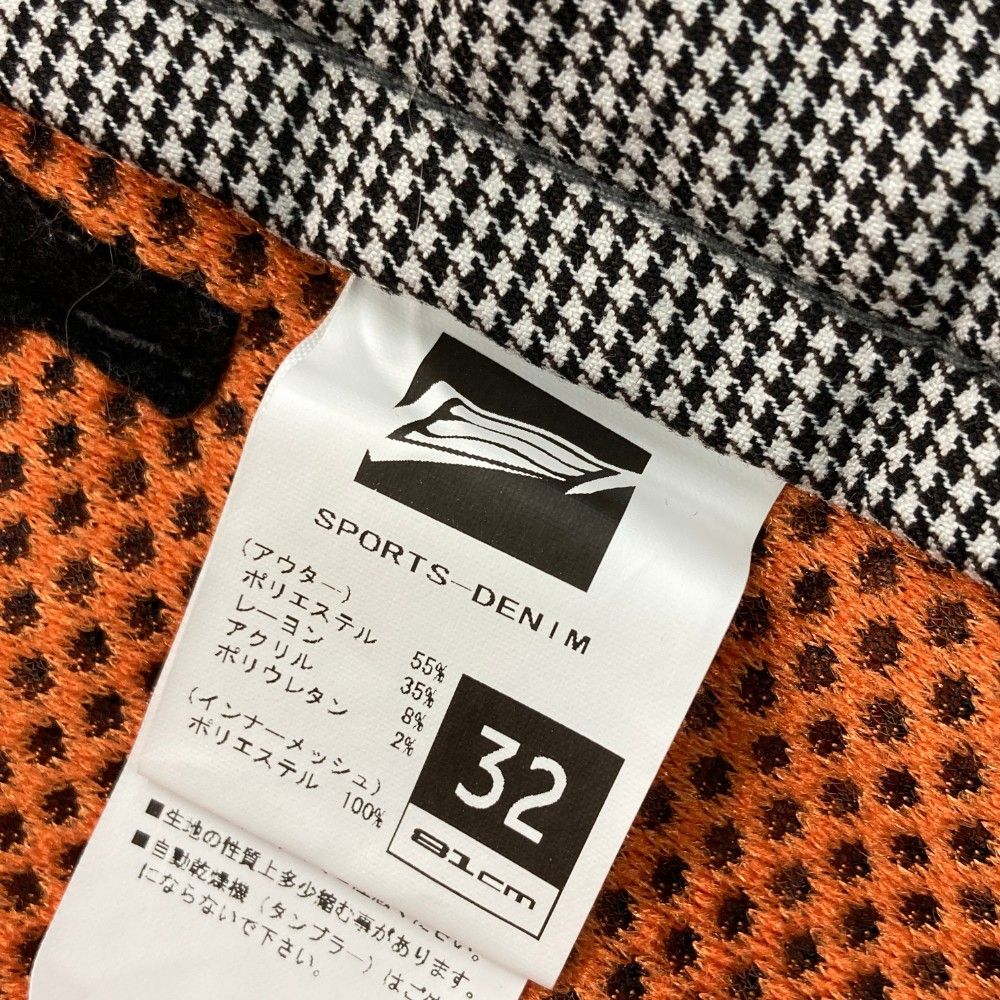 SPORTS—DENIM
(アウター)
ポリエステル 55%
レーヨン 35%
アクリル 8%
ポリウレタン 2%
(インナーメッシュ)
ポリエステル 100%
32
81cm
■生地の性質上多少縮む事があります。
■自動乾燥機(タンブラー)はご
にならないで下さい。